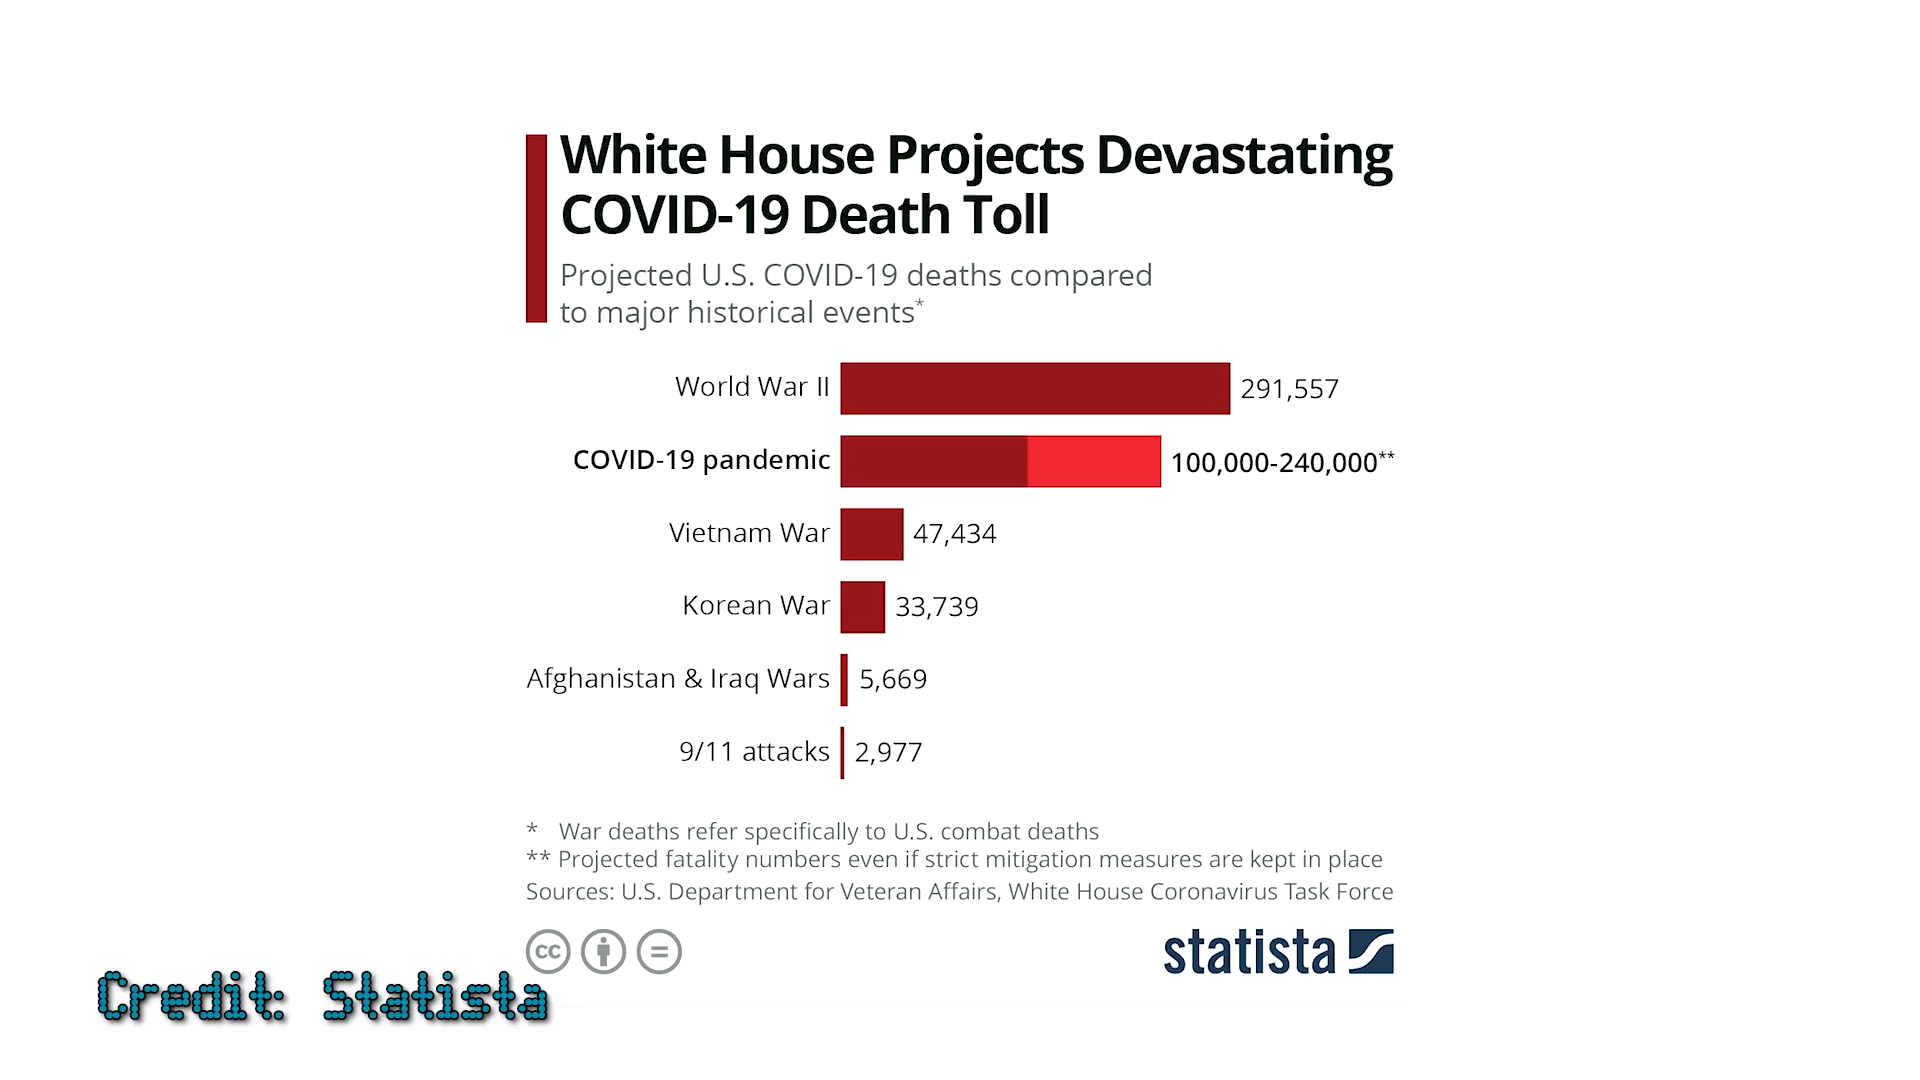 White House Projects Devastating
COVID-19 Death Toll
Projected U.S. COVID-19 deaths compared
to major historical events*
World War II 291,557
COVID-19 pandemic 100,000-240,000**
Vietnam War 47,434
Korean War 33,739
Afghanistan & Iraq Wars 5,669
9/11 attacks 2,977
* War deaths refer specifically to U.S. combat deaths
** Projected fatality numbers even if strict mitigation measures are kept in place
Sources: U.S. Department for Veteran Affairs, White House Coronavirus Task Force
cc
statista
Credit: Statista